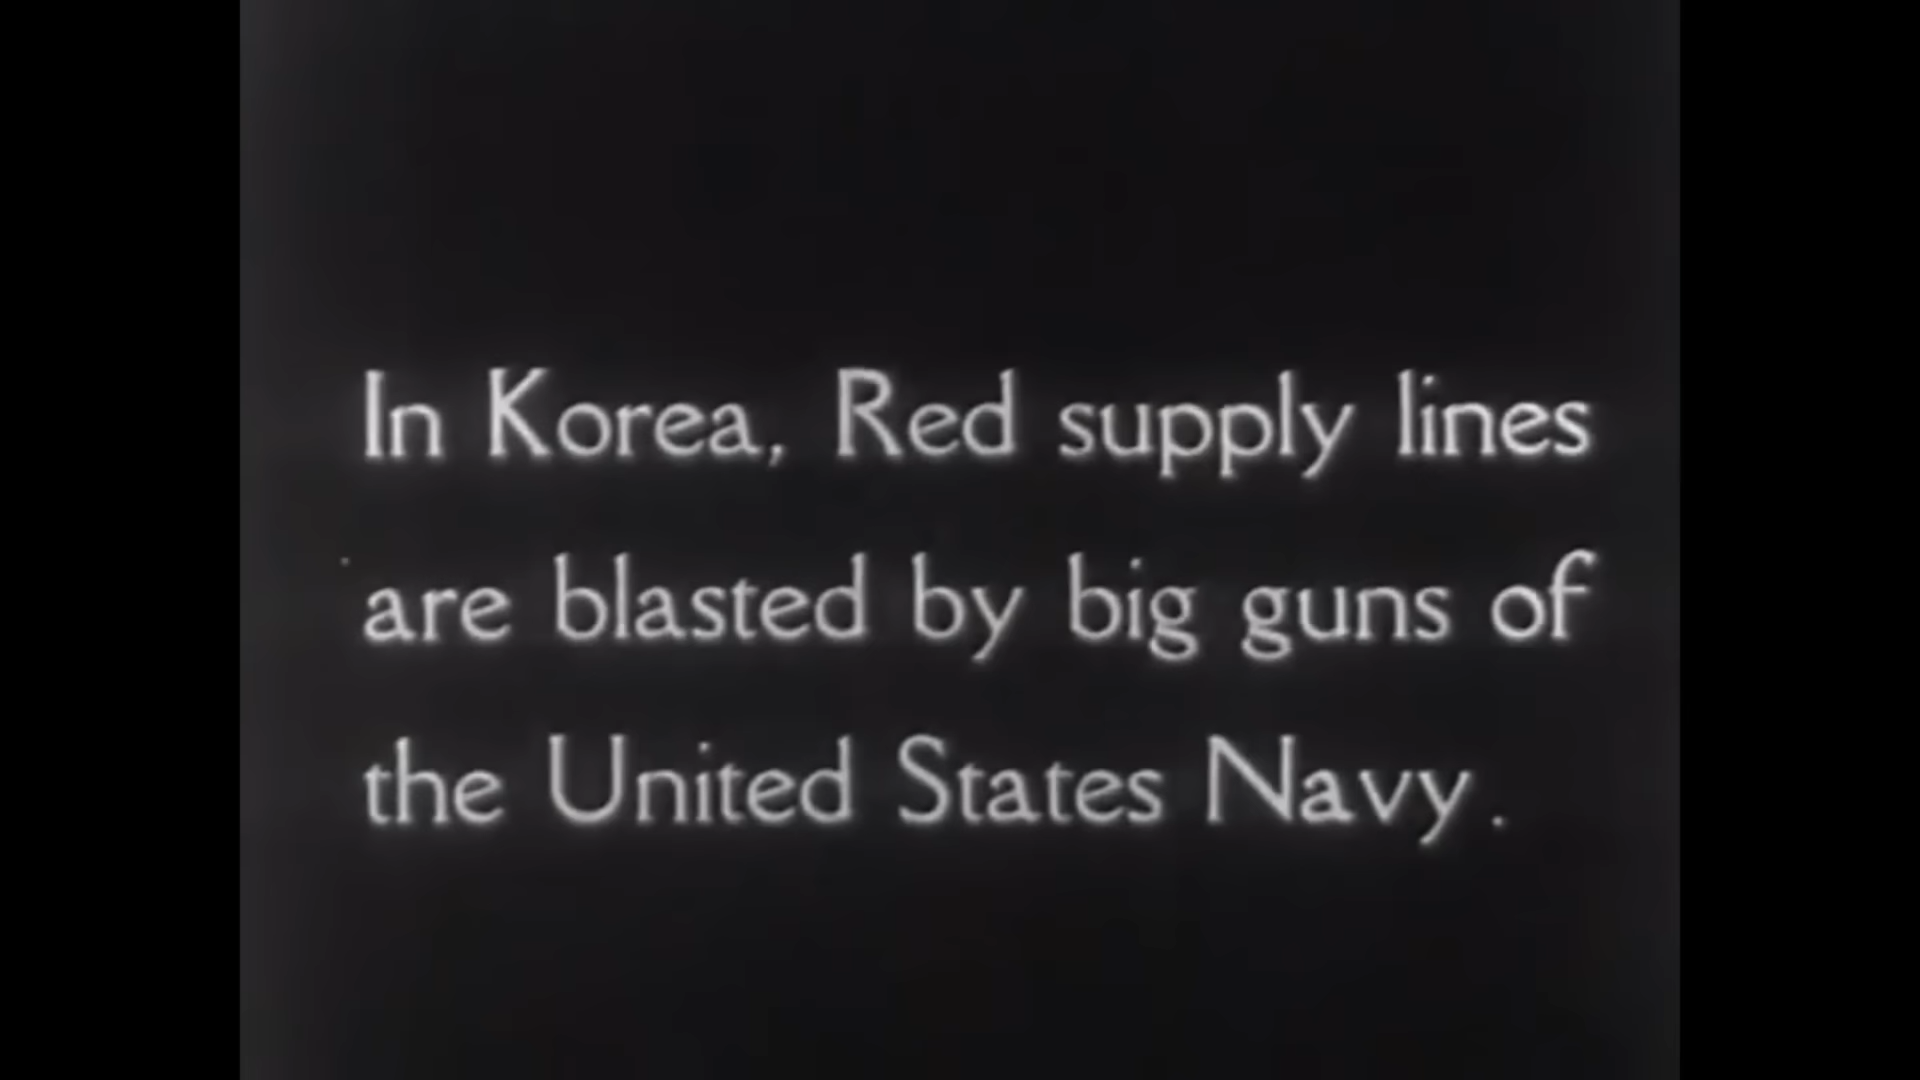 In Korea, Red supply lines
are blasted by big guns of
the United States Navy.